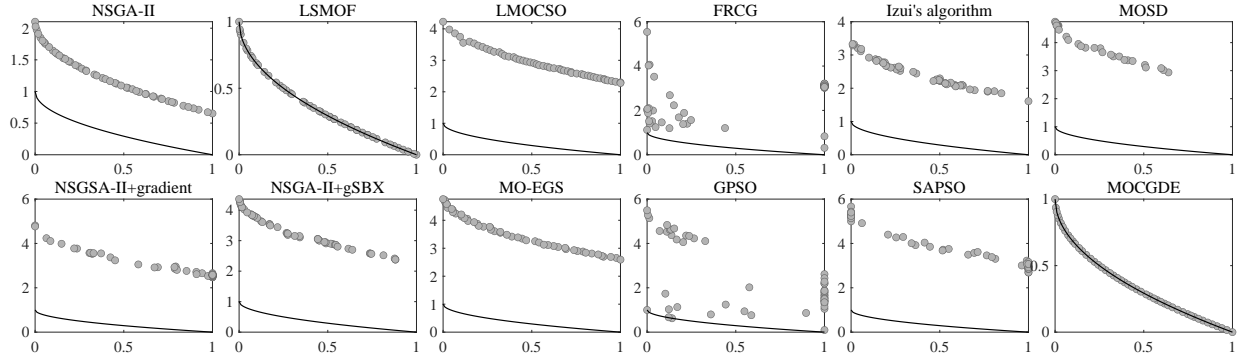 NSGA-II LSMOF LMOCSO FRCG Izui's algorithm MOSD
2 1 4 6 4 5
1.5 3 4 3 4
1 0.5 2 2 3
0.5 1 2 1 2
1
0 0 0 0 0 0
0 0.5 1 0 0.5 1 0 0.5 1 0 0.5 1 0 0.5 1 0 0.5 1
NSGSA-II+gradient NSGA-II+gSBX MO-EGS GPSO SAPSO MOCGDE
6 4 4 6 6 1
4 3 3 4 4
2 2 2 2 0.5
2 1 1
0 0 0 0 0 0
0 0.5 1 0 0.5 1 0 0.5 1 0 0.5 1 0 0.5 1 0 0.5 1